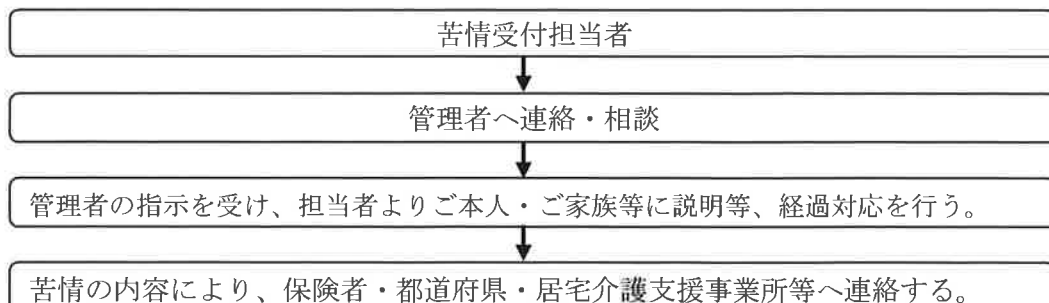 苦情受付担当者
管理者へ連絡・相談
管理者の指示を受け、担当者よりご本人・ご家族等に説明等、経過対応を行う。
苦情の内容により、保険者・都道府県・居宅介護支援事業所等へ連絡する。